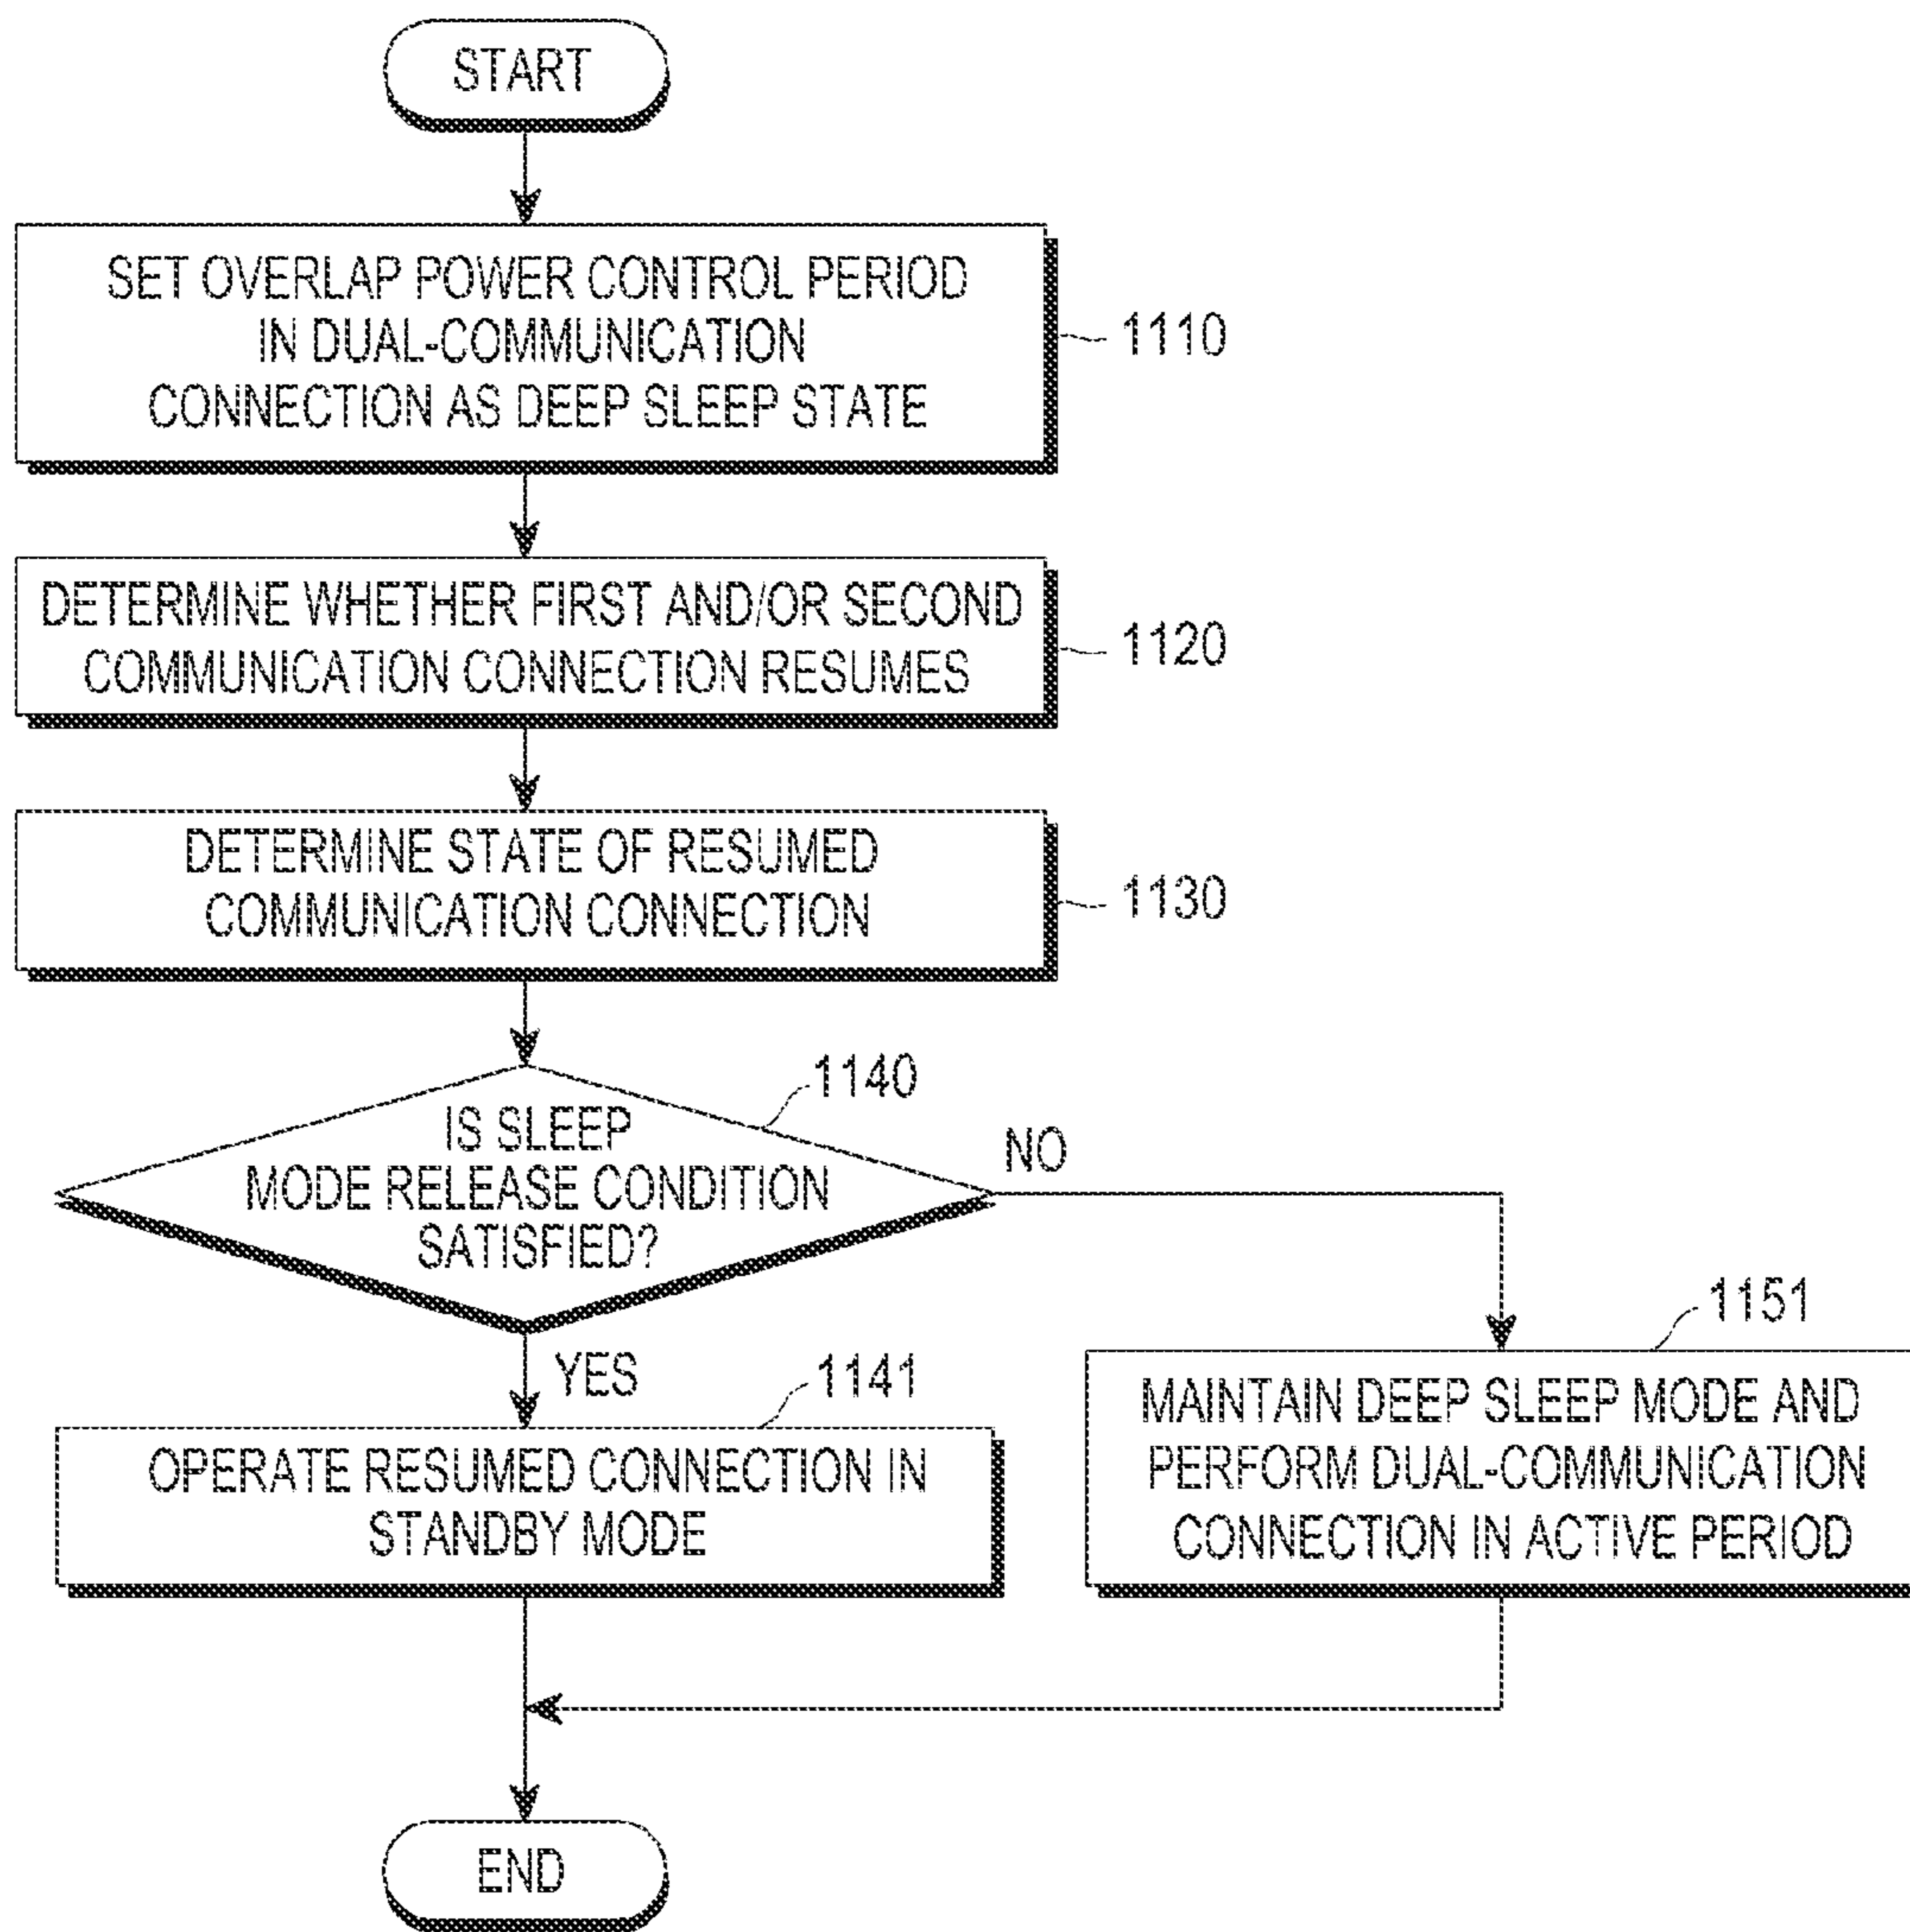 START
SET OVERLAP POWER CONTROL PERIOD
IN DUAL-COMMUNICATION
CONNECTION AS DEEP SLEEP STATE
1110
DETERMINE WHETHER FIRST AND/OR SECOND
COMMUNICATION CONNECTION RESUMES
1120
DETERMINE STATE OF RESUMED
COMMUNICATION CONNECTION
1130
1140
IS SLEEP
MODE RELEASE CONDITION
SATISFIED?
NO
YES
1141
OPERATE RESUMED CONNECTION IN
STANDBY MODE
1151
MAINTAIN DEEP SLEEP MODE AND
PERFORM DUAL-COMMUNICATION
CONNECTION IN ACTIVE PERIOD
END